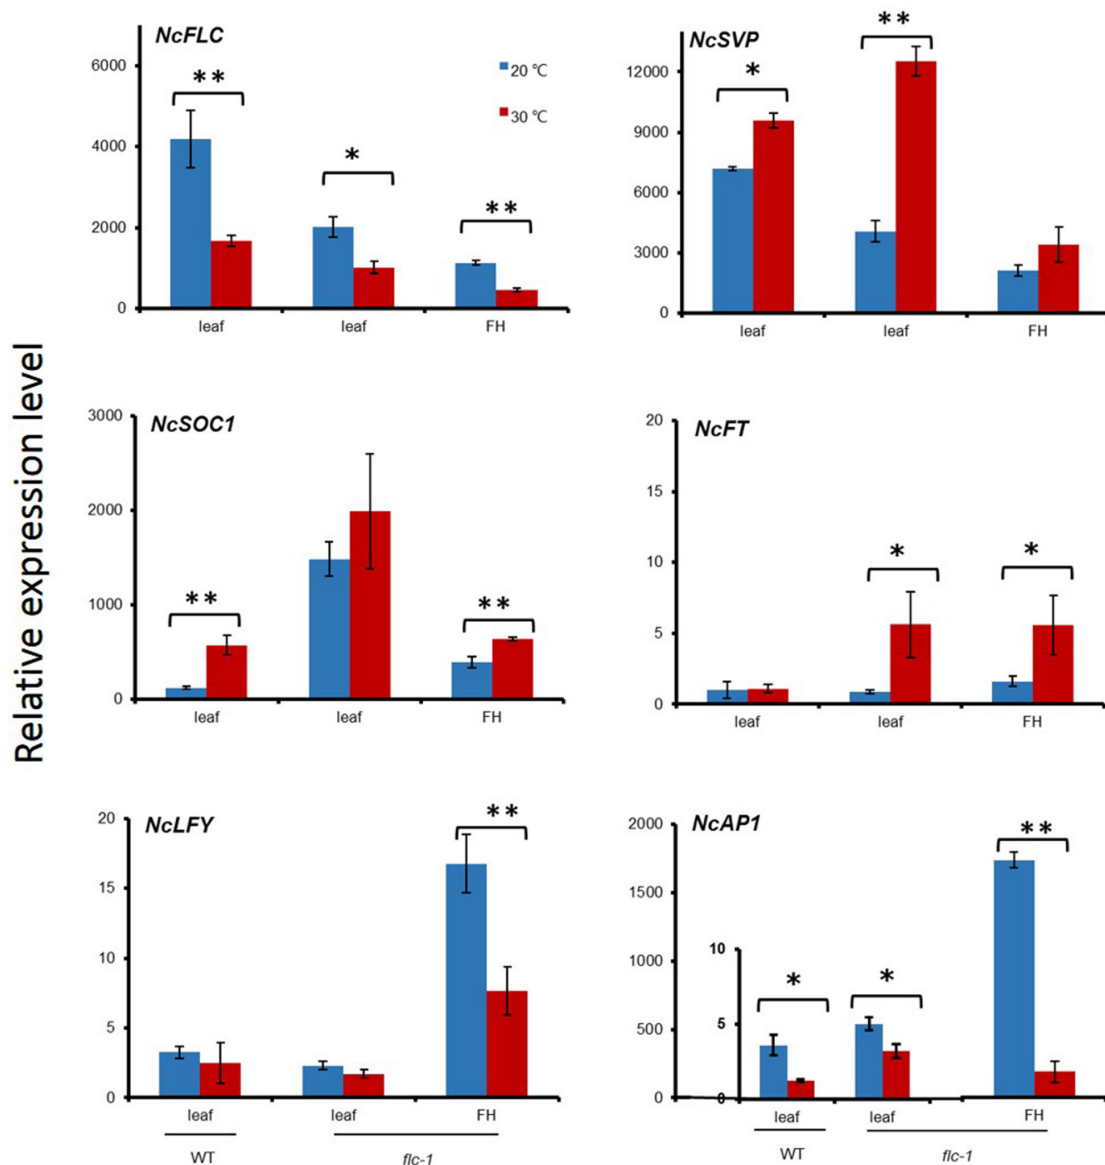 Relative expression level
NcFLC
20 °C
30 °C
6000
4000
2000
0
**
*
**
leaf
leaf
FH
NcSVP
12000
9000
6000
3000
0
*
**
leaf
leaf
FH
NcSOC1
3000
2000
1000
0
**
**
leaf
leaf
FH
NcFT
20
15
10
5
0
*
*
leaf
leaf
FH
NcLFY
20
15
10
5
0
**
leaf
leaf
FH
WT
flc-1
NcAP1
2000
1500
1000
500
0
10
5
0
*
*
**
leaf
leaf
FH
WT
flc-1